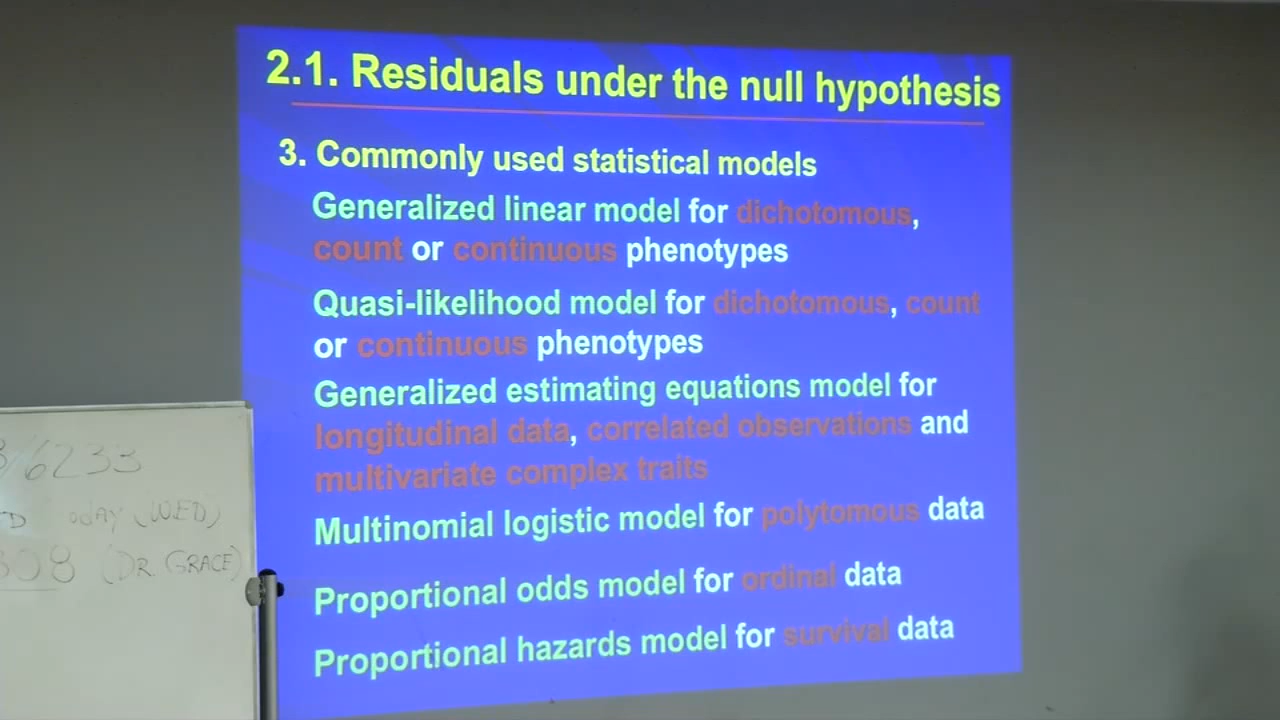 2.1. Residuals under the null hypothesis
3. Commonly used statistical models
Generalized linear model for dichotomous,
count or continuous phenotypes
Quasi-likelihood model for dichotomous, count
or continuous phenotypes
Generalized estimating equations model for
longitudinal data, correlated observations and
multivariate complex traits
Multinomial logistic model for polytomous data
Proportional odds model for ordinal data
Proportional hazards model for survival data
/6233
(WED)
308 (DR. GRACE)